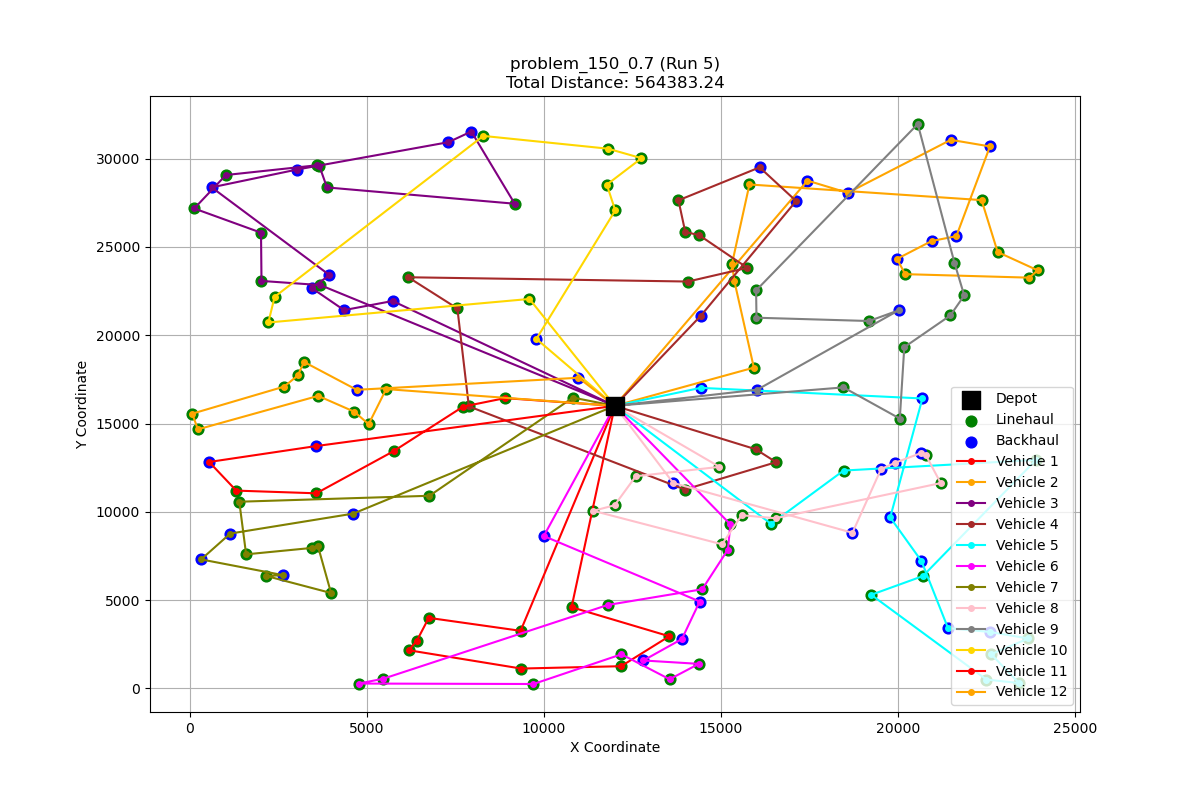 problem_150_0.7 (Run 5)
Total Distance: 564383.24
Y Coordinate
30000
25000
20000
15000
10000
5000
0
0
5000
10000
15000
20000
25000
X Coordinate
Depot
Linehaul
Backhaul
Vehicle 1
Vehicle 2
Vehicle 3
Vehicle 4
Vehicle 5
Vehicle 6
Vehicle 7
Vehicle 8
Vehicle 9
Vehicle 10
Vehicle 11
Vehicle 12